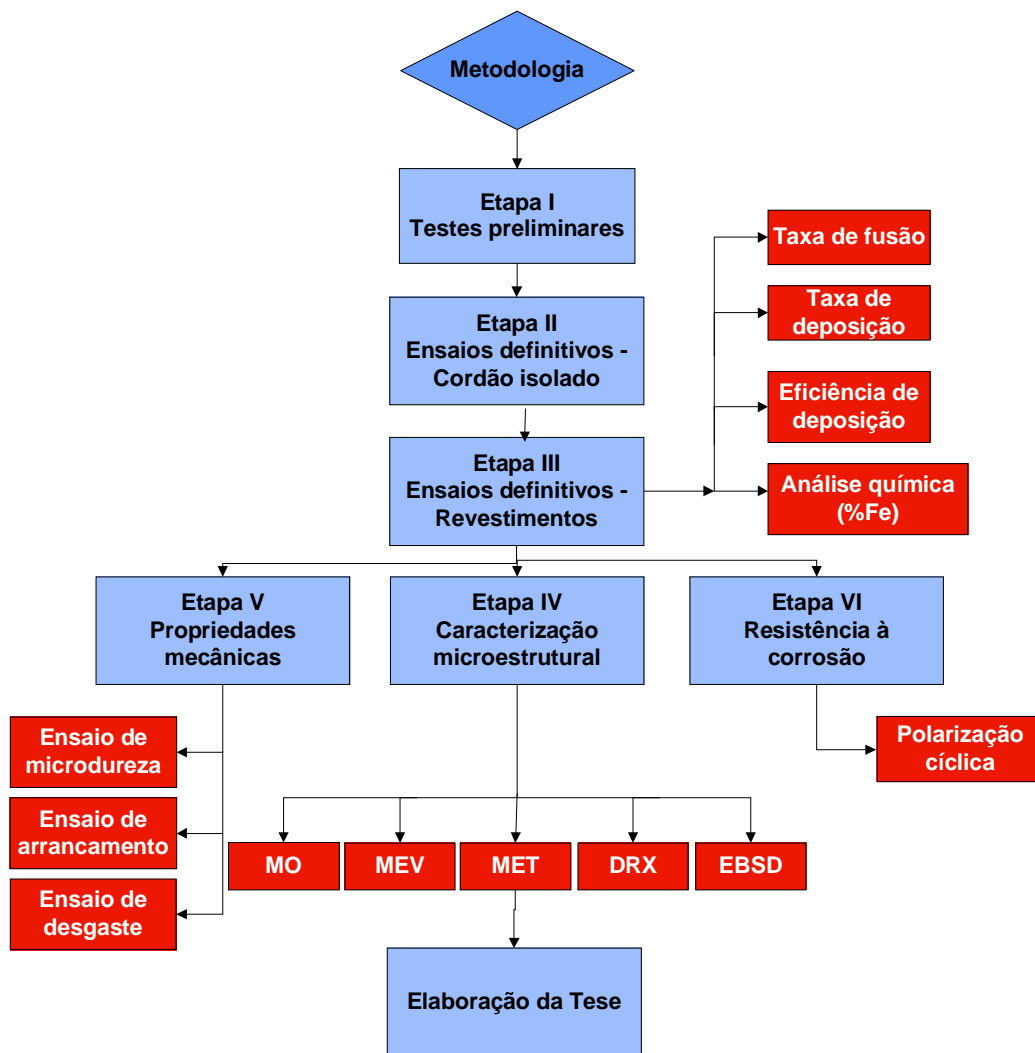 Metodologia
Etapa I
Testes preliminares
Taxa de fusão
Taxa de
deposição
Etapa II
Ensaios definitivos -
Cordão isolado
Eficiência de
deposição
Etapa III
Ensaios definitivos -
Revestimentos
Análise química
(%Fe)
Etapa V
Propriedades
mecânicas
Etapa IV
Caracterização
microestrutural
Etapa VI
Resistência à
corrosão
Ensaio de
microdureza
Polarização
cíclica
Ensaio de
arrancamento
MO
MEV
MET
DRX
EBSD
Ensaio de
desgaste
Elaboração da Tese